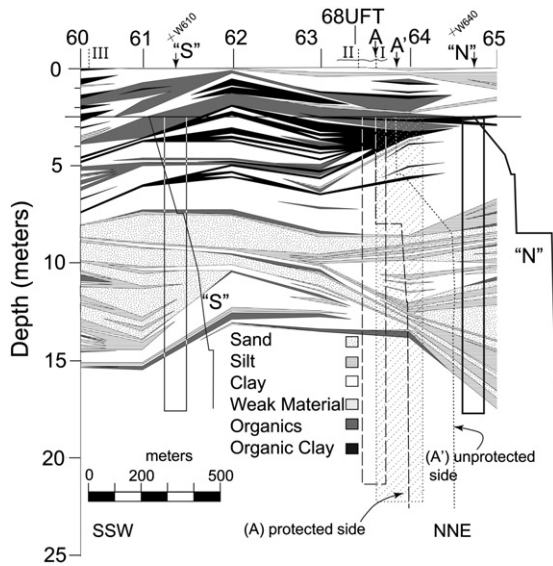 68UFT
60 III 61 +W610 "S" 62 63 II A I A' 64 +W640 "N" 65
0
5
10
15
20
25
Depth (meters)
"N"
"S"
Sand
Silt
Clay
Weak Material
Organics
Organic Clay
meters
0 200 400 500
(A') unprotected
side
(A) protected side
SSW NNE